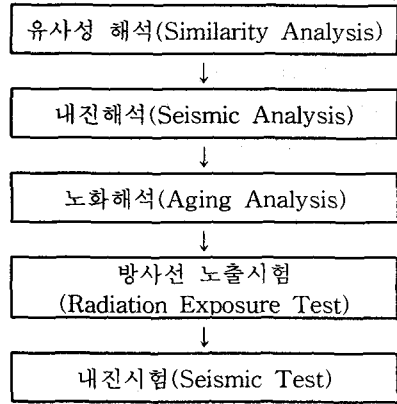 유사성 해석(Similarity Analysis)
↓
내진해석(Seismic Analysis)
↓
노화해석(Aging Analysis)
↓
방사선 노출시험
(Radiation Exposure Test)
↓
내진시험(Seismic Test)